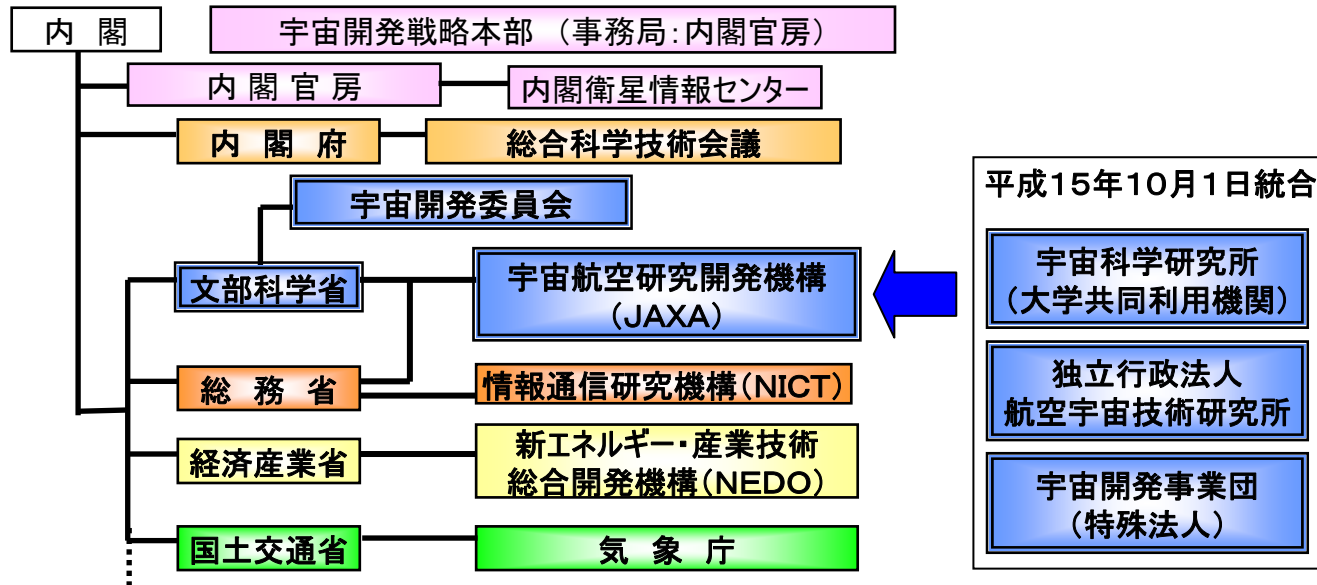 内 閣
宇宙開発戦略本部 (事務局:内閣官房)
内 閣 官 房
内閣衛星情報センター
内 閣 府
総合科学技術会議
宇宙開発委員会
文部科学省
宇宙航空研究開発機構
(JAXA)
総 務 省
情報通信研究機構(NICT)
経済産業省
新エネルギー・産業技術
総合開発機構(NEDO)
国土交通省
気 象 庁
平成15年10月1日統合
宇宙科学研究所
(大学共同利用機関)
独立行政法人
航空宇宙技術研究所
宇宙開発事業団
(特殊法人)